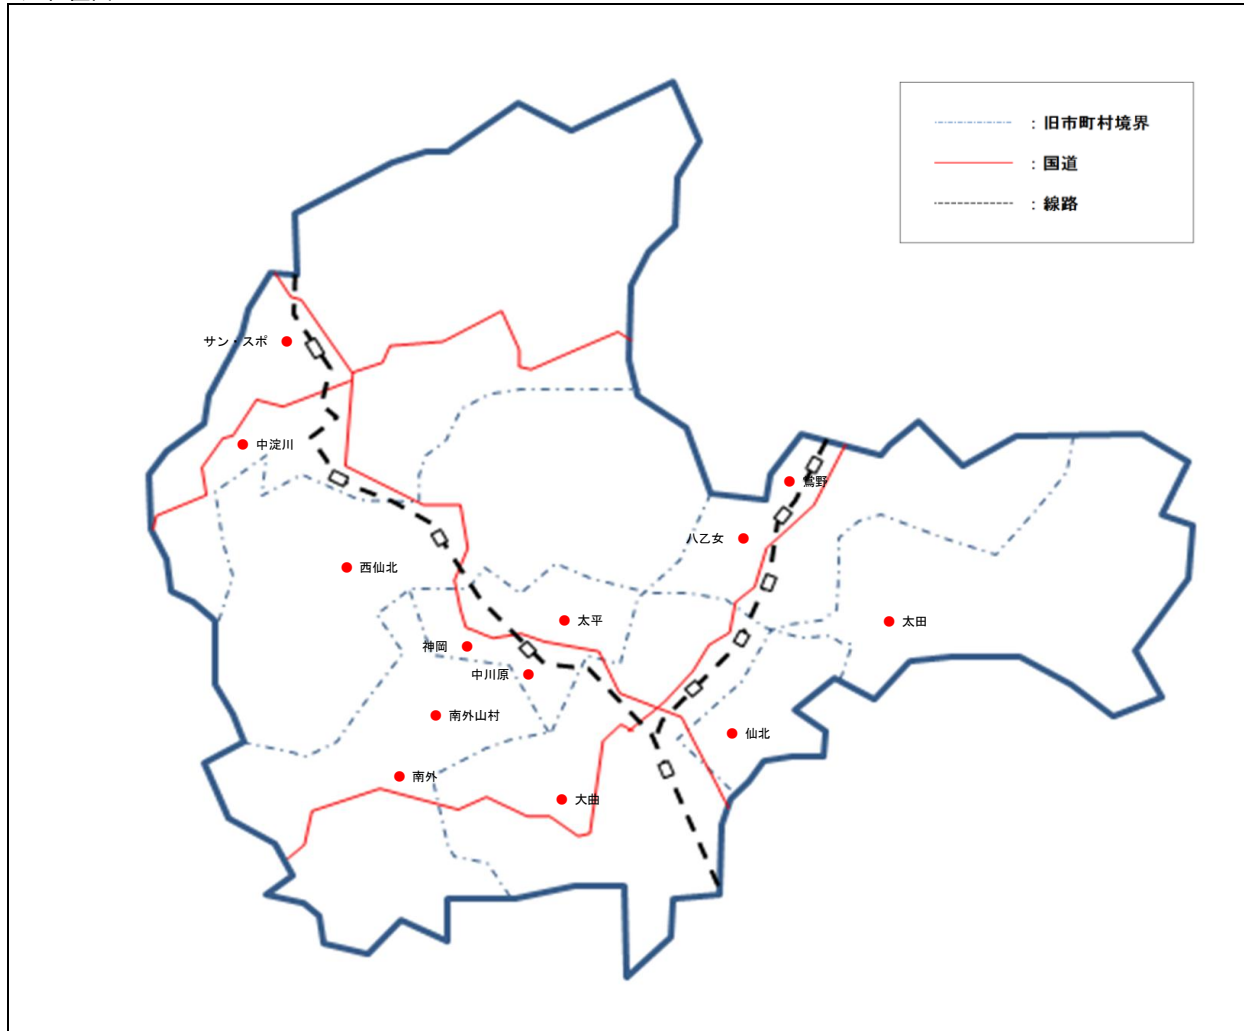 ：旧市町村境界
：国道
：線路
サン・スポ
中淀川
鴬野
八乙女
西仙北
太平
太田
神岡
中川原
南外山村
仙北
南外
大曲